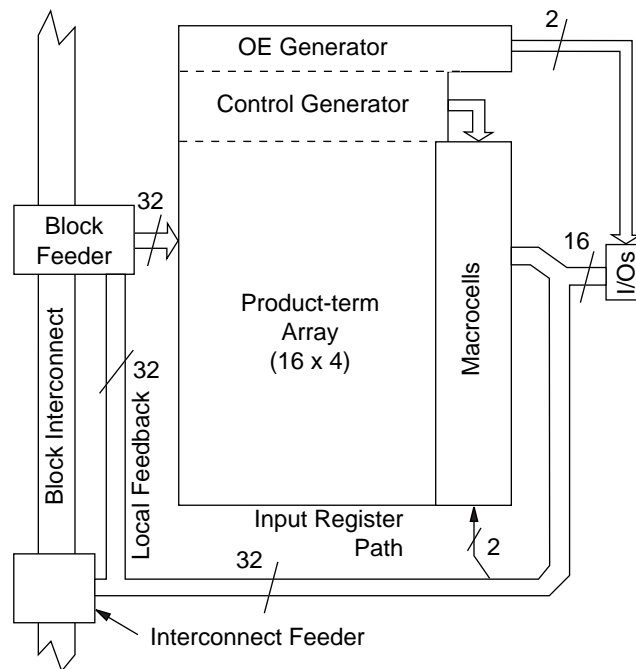 2
OE Generator
Control Generator
32
Block
Feeder
16
I/Os
Product-term
Array
(16 x 4)
Macrocells
32
Block Interconnect
Local Feedback
Input Register
Path
2
32
Interconnect Feeder